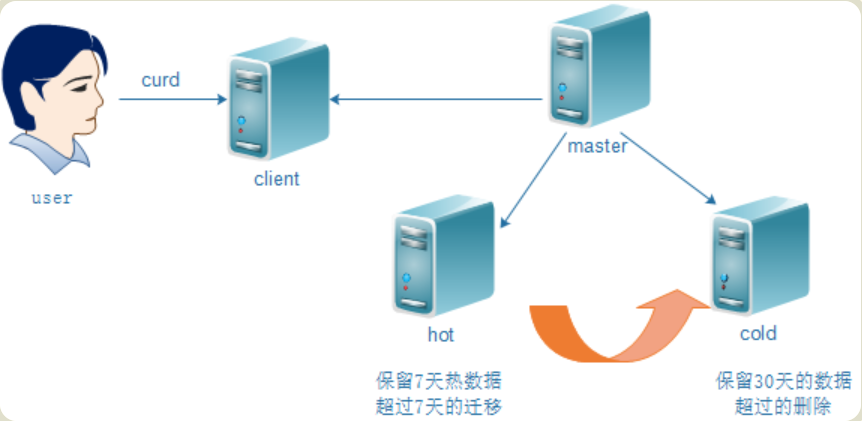 curd
user
client
master
hot
cold
保留7天热数据
超过7天的迁移
保留30天的数据
超过的删除